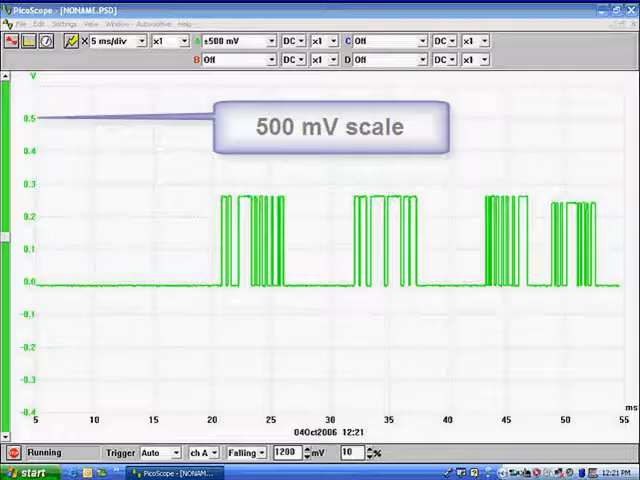 PicoScope - [NONAME.PSD]
File Edit Settings View Window Automotive Help
5 ms/div x1 A ±500 mV DC x1 C Off DC x1
B Off DC x1 D Off DC x1
V
500 mV scale
0.5
0.4
0.3
0.2
0.1
0.0
-0.1
-0.2
-0.3
-0.4
ms
5 10 15 20 25 30 35 40 45 50 55
04Oct2006 12:21
Running Trigger Auto ch A Falling 1200 mV 10 %
start PicoScope - [NONAM... 12:21 PM